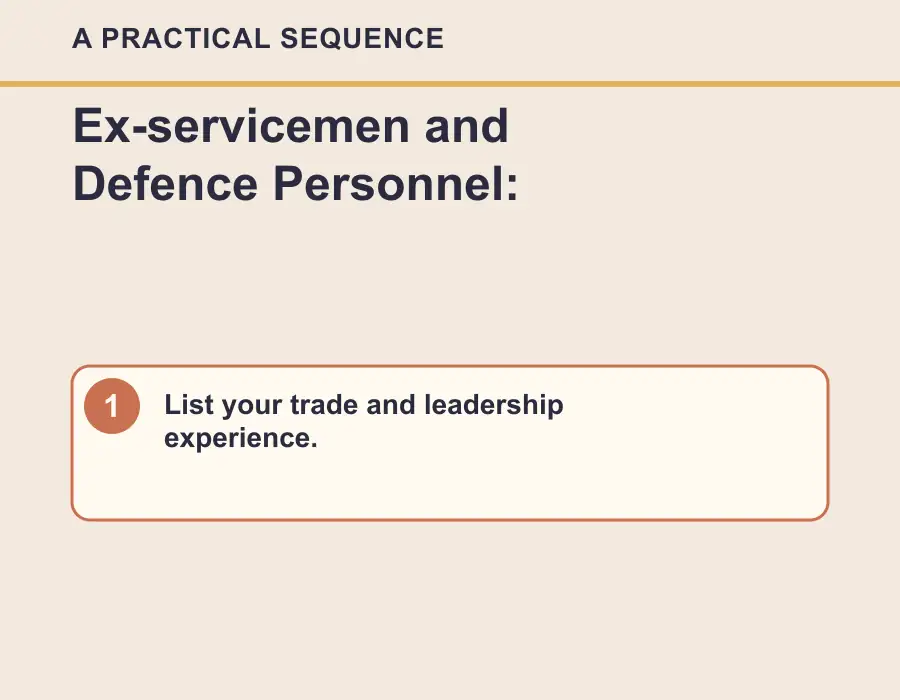 A PRACTICAL SEQUENCE
Ex-servicemen and
Defence Personnel:
1
List your trade and leadership
experience.